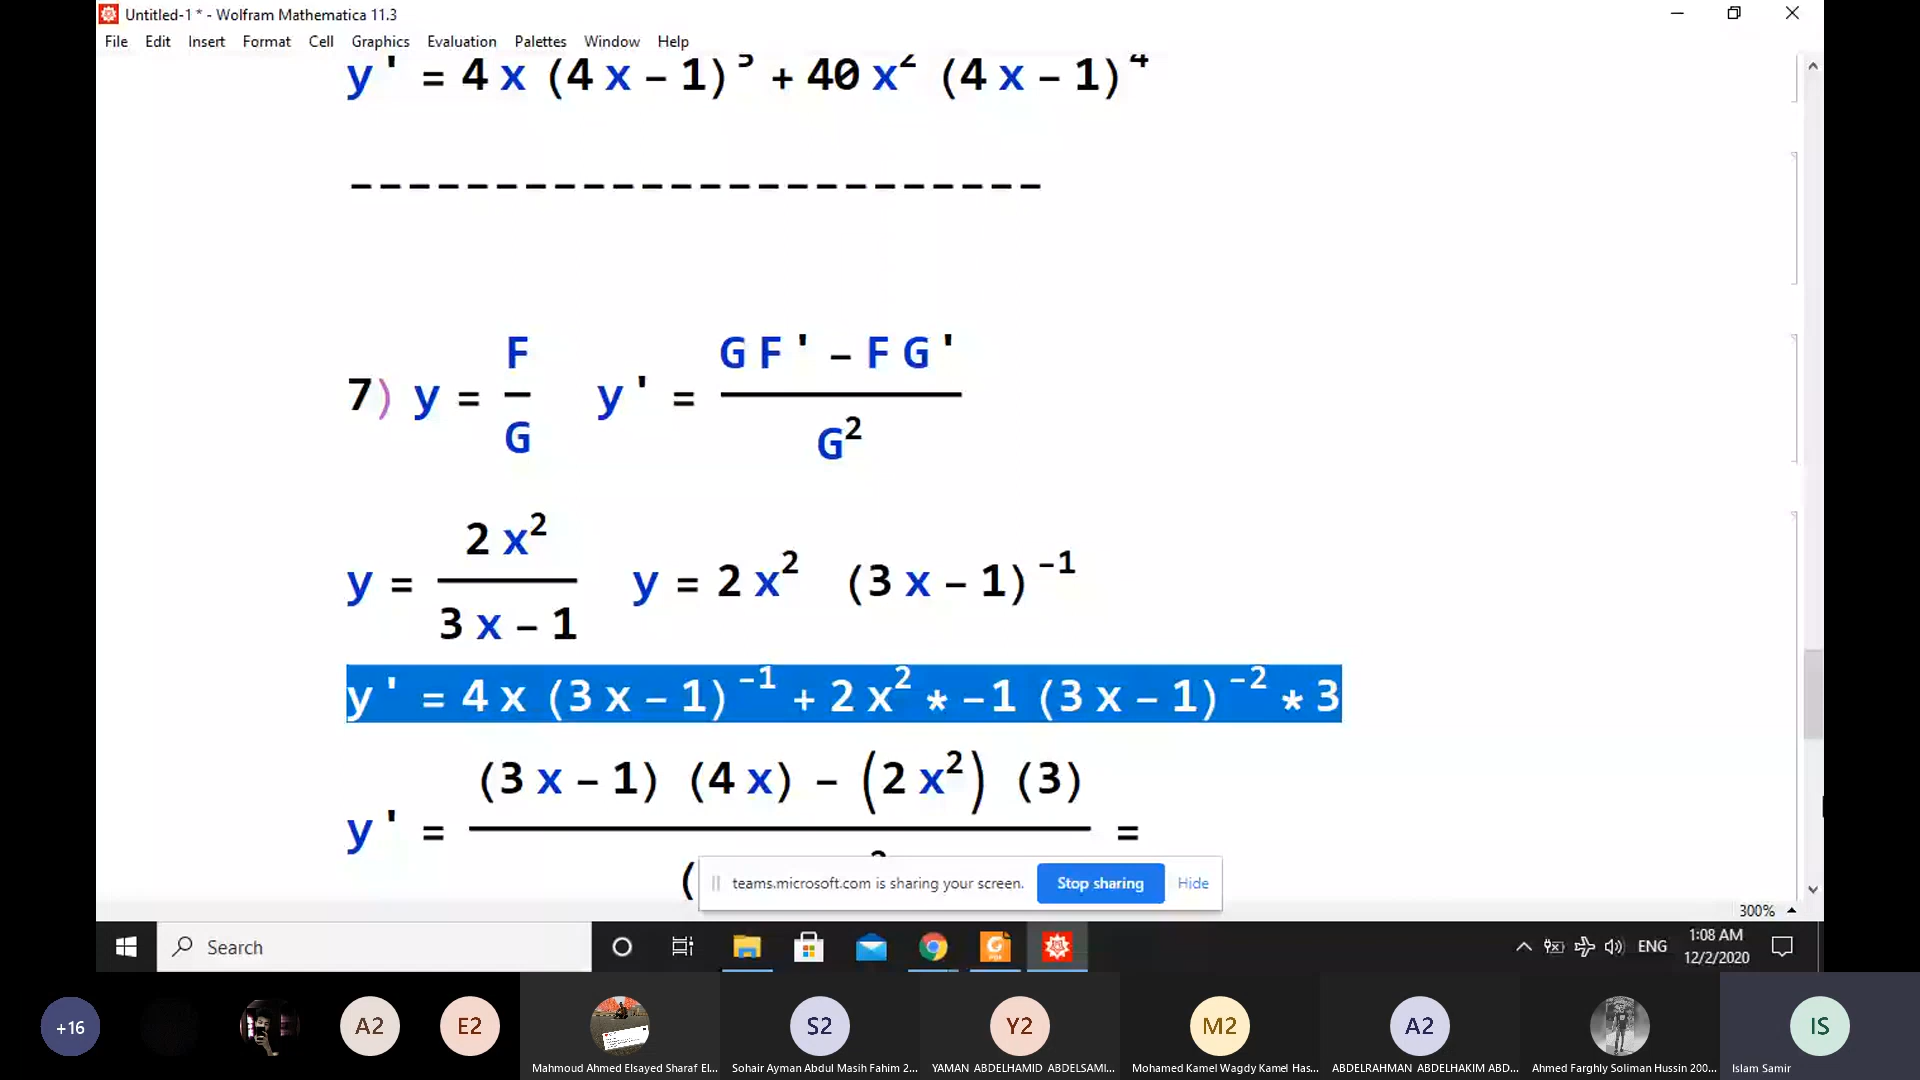 Untitled-1 * - Wolfram Mathematica 11.3
File Edit Insert Format Cell Graphics Evaluation Palettes Window Help
y ' = 4 x (4 x – 1)⁵ + 40 x² (4 x – 1)⁴
------------------------
7) y = F/G y ' = (G F ' – F G ')/G²
y = 2 x²/(3 x – 1) y = 2 x² (3 x – 1)⁻¹
y ' = 4 x (3 x – 1)⁻¹ + 2 x² * –1 (3 x – 1)⁻² * 3
y ' = (3 x – 1) (4 x) – (2 x²) (3) =
teams.microsoft.com is sharing your screen. Stop sharing Hide
300%
Search
ENG
1:08 AM
12/2/2020
+16 A2 E2 S2 Y2 M2 A2 IS
Mahmoud Ahmed Elsayed Sharaf El... Sohair Ayman Abdul Masih Fahim 2... YAMAN ABDELHAMID ABDELSAMI... Mohamed Kamel Wagdy Kamel Has... ABDELRAHMAN ABDELHAKIM ABD... Ahmed Farghly Soliman Hussin 200... Islam Samir